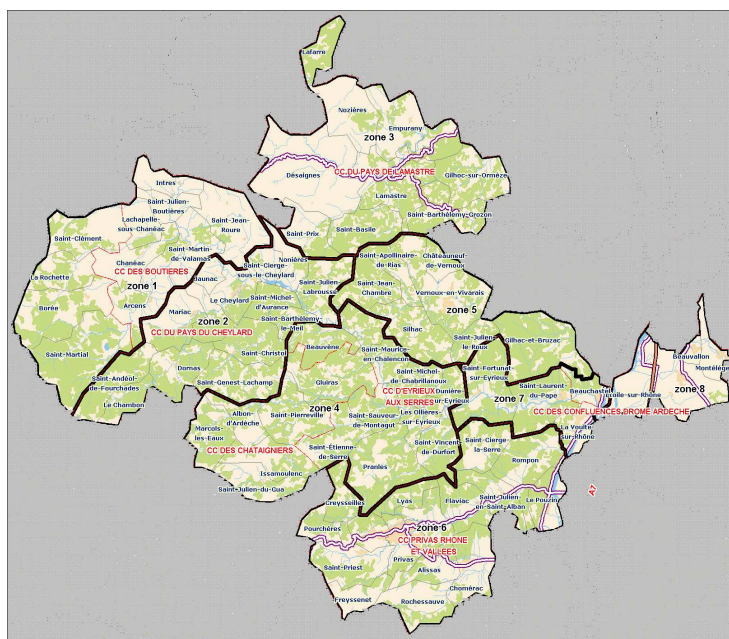 Lafarre
Nozières
Empurany
zone 3
Désaignes
CC DU PAYS DE LAMASTRE
Gilhoc-sur-Ormèze
Lamastre
Saint-Barthélemy-Grozon
Saint-Prix
Saint-Basile
Intres
Saint-Julien-
Boutières
Lachapelle-
sous-Chanéac
Saint-Jean-
Roure
Saint-Clément
Saint-Martin-
de-Valamas
Chanéac
CC DES BOUTIERES
La Rochette
zone 1
Borée
Arcens
Saint-Martial
Saint-Andéol-
de-Fourchades
Le Chambon
Nonières
Saint-Cierge-
sous-le-Cheylard
Jaunac
Saint-Julien-
Labrousse
Le Cheylard
Saint-Michel-
d'Aurance
Mariac
zone 2
Saint-Barthélemy-
le-Meil
CC DU PAYS DU CHEYLARD
Saint-Christol
Dornas
Saint-Genest-Lachamp
Saint-Apollinaire-
de-Rias
Châteauneuf-
de-Vernoux
Saint-Jean-
Chambre
Vernoux-en-Vivarais
zone 5
Silhac
Saint-Julien-
le-Roux
Gilhac-et-Bruzac
Beauvène
Saint-Maurice-
en-Chalencon
Saint-Michel-
de-Chabrillanoux
Gluiras
CC D'EYRIEUX
AUX SERRES
Dunière-
sur-Eyrieux
zone 4
Saint-Pierreville
Saint-Sauveur-
de-Montagut
Les Ollières-
sur-Eyrieux
Albon-
d'Ardèche
Marcols-
les-Eaux
CC DES CHATAIGNIERS
Saint-Étienne-
de-Serre
Saint-Vincent-
de-Durfort
Issamoulenc
Pranles
Saint-Julien-du-Gua
Saint-Fortunat-
sur-Eyrieux
Saint-Laurent-
du-Pape
Beauchastel
zone 7
CC DES CONFLUENCES DROME ARDECHE
La Voulte-
sur-Rhône
Étoile-sur-Rhône
Beauvallon
Montéléger
zone 8
A7
Saint-Cierge-
la-Serre
Rompon
Creysseilles
Lyas
Flaviac
Saint-Julien-
en-Saint-Alban
Le Pouzin
Pourchères
zone 6
CC PRIVAS RHONE
ET VALLEES
Privas
Saint-Priest
Alissas
Chomérac
Freyssenet
Rochessauve